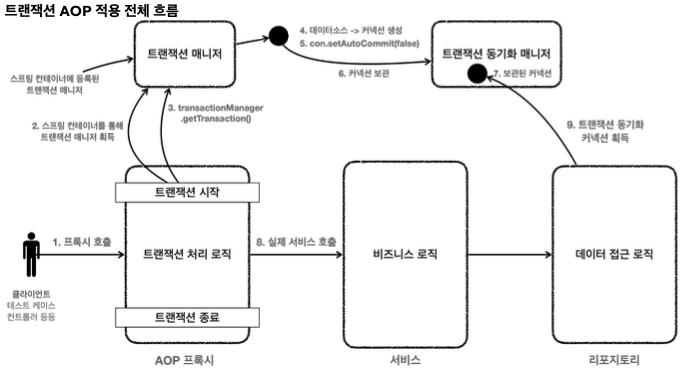 트랜잭션 AOP 적용 전체 흐름
트랜잭션 매니저
4. 데이터소스 -> 커넥션 생성
5. con.setAutoCommit(false)
트랜잭션 동기화 매니저
6. 커넥션 보관
7. 보관된 커넥션
스프링 컨테이너에 등록된
트랜잭션 매니저
3. transactionManager
.getTransaction()
2. 스프링 컨테이너를 통해
트랜잭션 매니저 획득
9. 트랜잭션 동기화
커넥션 획득
트랜잭션 시작
1. 프록시 호출
트랜잭션 처리 로직
8. 실제 서비스 호출
비즈니스 로직
데이터 접근 로직
클라이언트
테스트 케이스
컨트롤러 등등
트랜잭션 종료
AOP 프록시
서비스
리포지토리